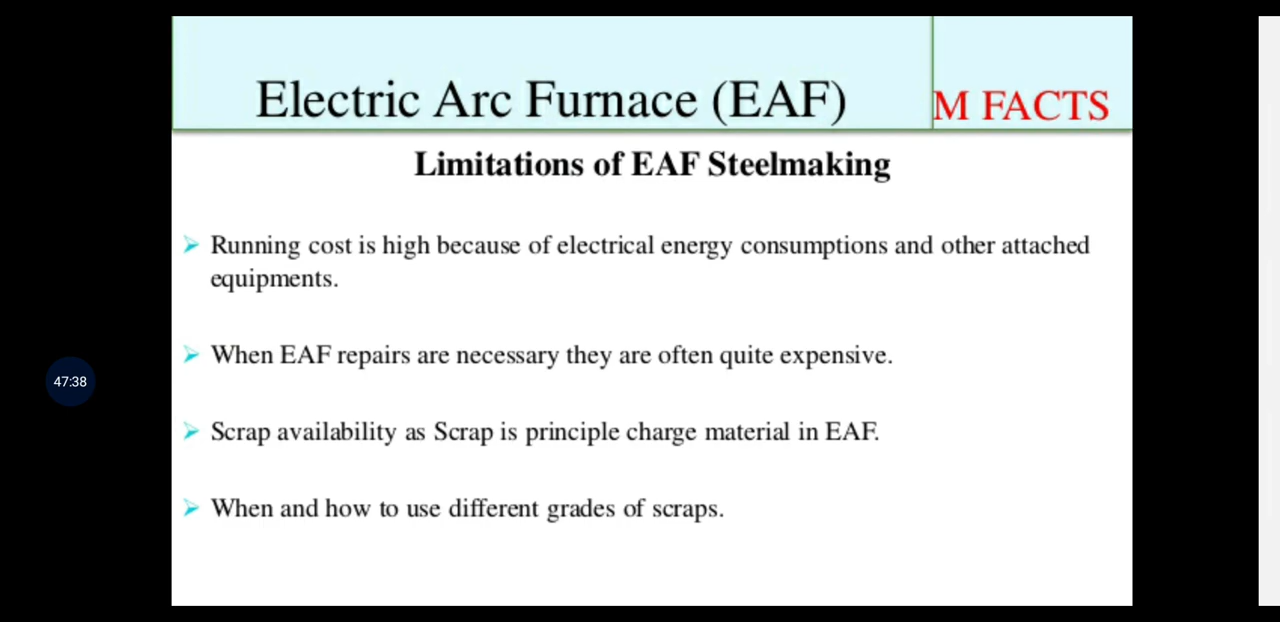 Electric Arc Furnace (EAF)
M FACTS
Limitations of EAF Steelmaking
Running cost is high because of electrical energy consumptions and other attached
equipments.
When EAF repairs are necessary they are often quite expensive.
Scrap availability as Scrap is principle charge material in EAF.
When and how to use different grades of scraps.
47:38